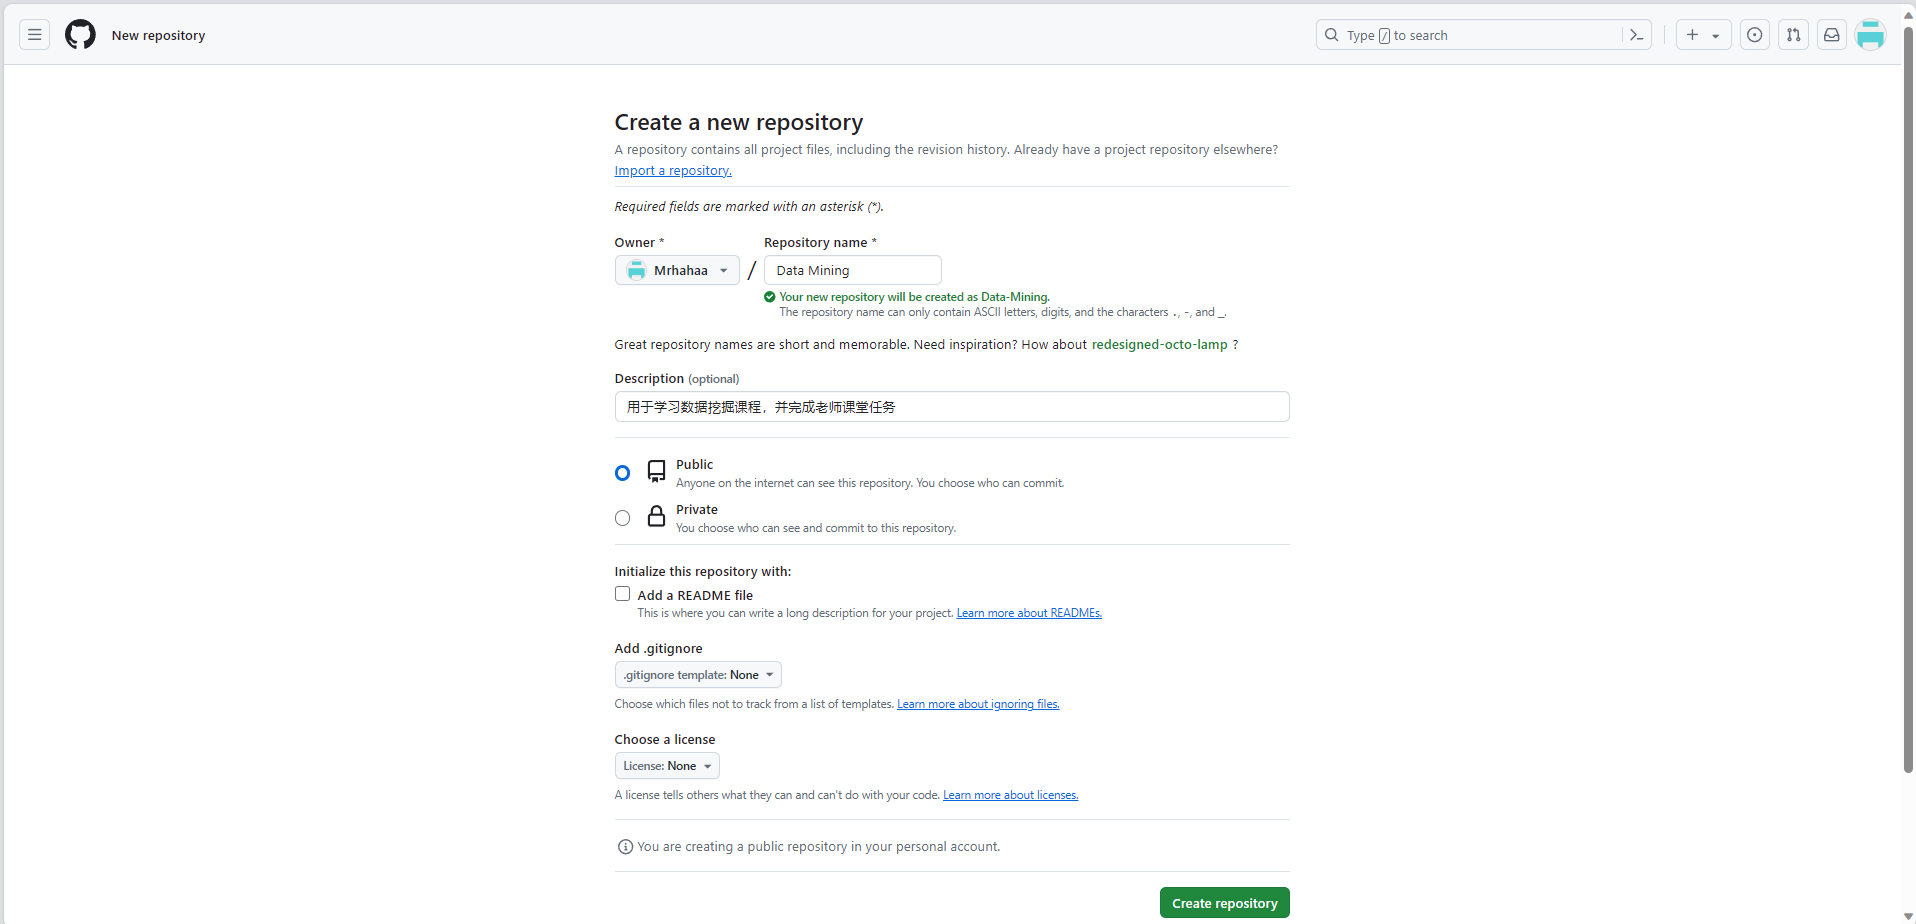 New repository
Type / to search
Create a new repository
A repository contains all project files, including the revision history. Already have a project repository elsewhere?
Import a repository.
Required fields are marked with an asterisk (*).
Owner *
Repository name *
Mrhahaa
/
Data Mining
Your new repository will be created as Data-Mining.
The repository name can only contain ASCII letters, digits, and the characters ., -, and _.
Great repository names are short and memorable. Need inspiration? How about redesigned-octo-lamp ?
Description (optional)
用于学习数据挖掘课程，并完成老师课堂任务
Public
Anyone on the internet can see this repository. You choose who can commit.
Private
You choose who can see and commit to this repository.
Initialize this repository with:
Add a README file
This is where you can write a long description for your project. Learn more about READMEs.
Add .gitignore
.gitignore template: None
Choose which files not to track from a list of templates. Learn more about ignoring files.
Choose a license
License: None
A license tells others what they can and can't do with your code. Learn more about licenses.
You are creating a public repository in your personal account.
Create repository